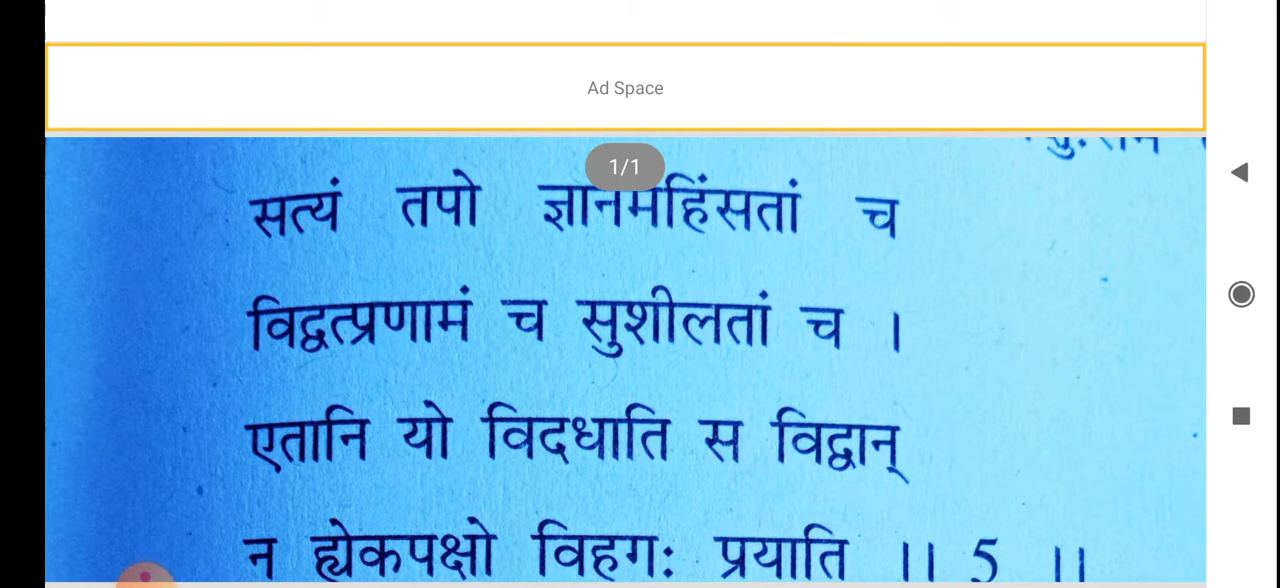 Ad Space
1/1
सत्यं तपो ज्ञानमहिंसतां च
विद्वत्प्रणामं च सुशीलतां च ।
एतानि यो विदधाति स विद्वान्
न ह्येकपक्षो विहगः प्रयाति ।। 5 ।।